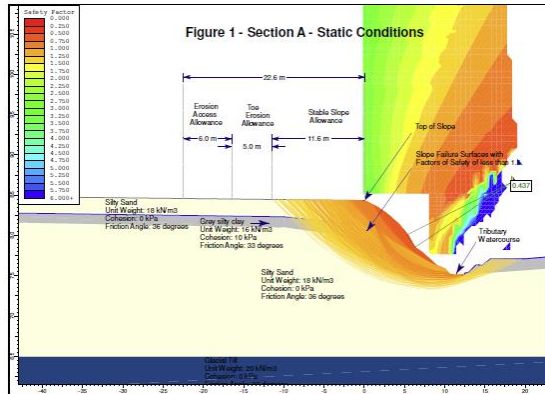 Safety Factor
0.000
0.250
0.500
0.750
1.000
1.250
1.500
1.750
2.000
2.250
2.500
2.750
3.000
3.250
3.500
3.750
4.000
4.250
4.500
4.750
5.000
5.250
5.500
5.750
6.000+
Figure 1 - Section A - Static Conditions
22.6 m
Erosion
Access
Allowance
Toe
Erosion
Allowance
Stable Slope
Allowance
6.0 m
5.0 m
11.6 m
Top of Slope
Slope Failure Surfaces with
Factors of Safety of less than 1.
0.437
Tributary
Watercourse
Silty Sand
Unit Weight: 18 kN/m3
Cohesion: 0 kPa
Friction Angle: 36 degrees
Gray silty clay
Unit Weight: 16 kN/m3
Cohesion: 10 kPa
Friction Angle: 33 degrees
Silty Sand
Unit Weight: 18 kN/m3
Cohesion: 0 kPa
Friction Angle: 36 degrees
Glacial Till
Unit Weight: 20 kN/m3
Cohesion: 0 kPa
-40 -35 -30 -25 -20 -15 -10 -5 0 5 10 15 20